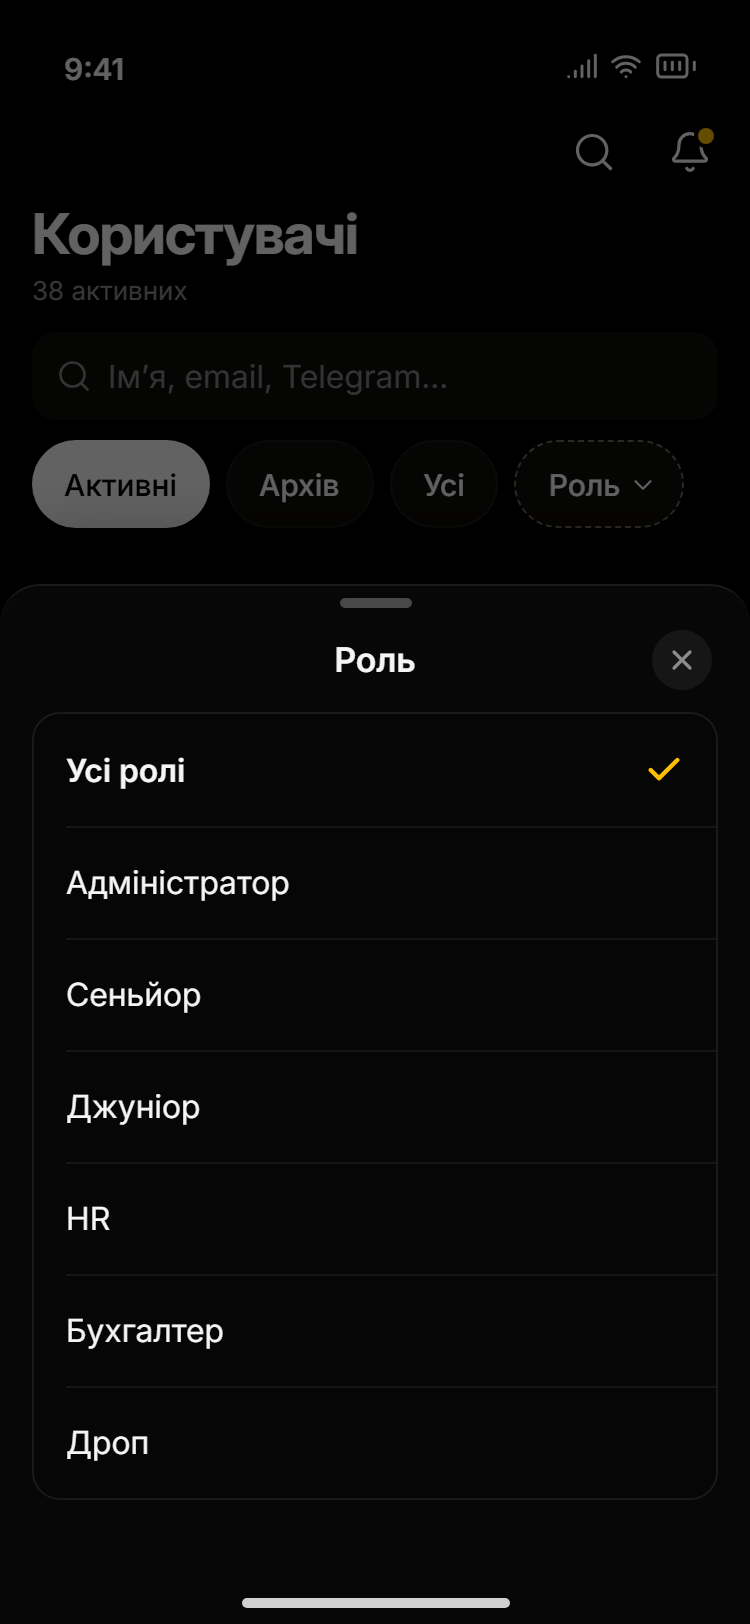 9:41
Користувачі
38 активних
Ім’я, email, Telegram...
Активні
Архів
Усі
Роль
Роль
Усі ролі
Адміністратор
Сеньйор
Джуніор
HR
Бухгалтер
Дроп